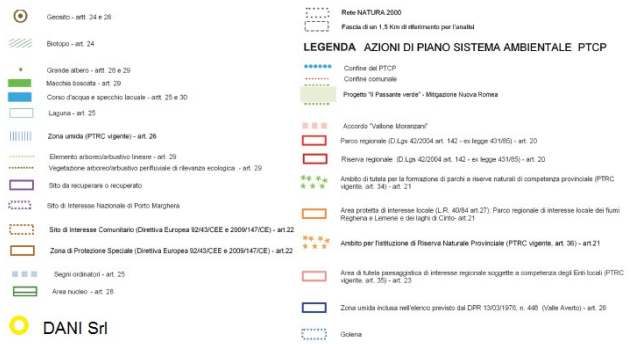 Geosito - artt. 24 e 28
Biotopo - art. 24
Grande albero - artt. 28 e 29
Macchia boscata - art. 29
Corso d'acqua e specchio lacuale - artt. 25 e 30
Laguna - art. 25
Zona umida (PTRC vigente) - art. 26
Elemento arboreo/arbustivo lineare - art. 29
Vegetazione arboreo/arbustivo perifluviale di rilevanza ecologica - art. 29
Sito da recuperare o recuperato
Sito di Interesse Nazionale di Porto Marghera
Sito di Interesse Comunitario (Direttiva Europea 92/43/CEE e 2009/147/CE) - art.22
Zona di Protezione Speciale (Direttiva Europea 92/43/CEE e 2009/147/CE) - art.22
Segni ordinatori - art. 25
Area nucleo - art. 28
DANI Srl
Rete NATURA 2000
Fascia di un 1,5 Km di riferimento per l'analisi
LEGENDA AZIONI DI PIANO SISTEMA AMBIENTALE PTCP
Confine del PTCP
Confine comunale
Progetto "Il Passante verde" - Mitigazione Nuova Romea
Accordo "Vallone Moranzani"
Parco regionale (D.Lgs 42/2004 art. 142 - ex legge 431/85) - art. 20
Riserva regionale (D.Lgs 42/2004 art. 142 - ex legge 431/85) - art. 20
Ambito di tutela per la formazione di parchi e riserve naturali di competenza provinciale (PTRC
vigente, art. 34) - art. 21
Area protetta di interesse locale (L.R. 40/84 art.27): Parco regionale di interesse locale dei fiumi
Reghena e Lemene e dei laghi di Cinto- art.21
Ambito per l'istituzione di Riserva Naturale Provinciale (PTRC vigente, art. 36) - art.21
Area di tutela paesaggistica di interesse regionale soggette a competenza degli Enti locali (PTRC
vigente, art. 35) - art. 23
Zona umida inclusa nell'elenco previsto dal DPR 13/03/1976, n. 448 (Valle Averto) - art. 26
Golena